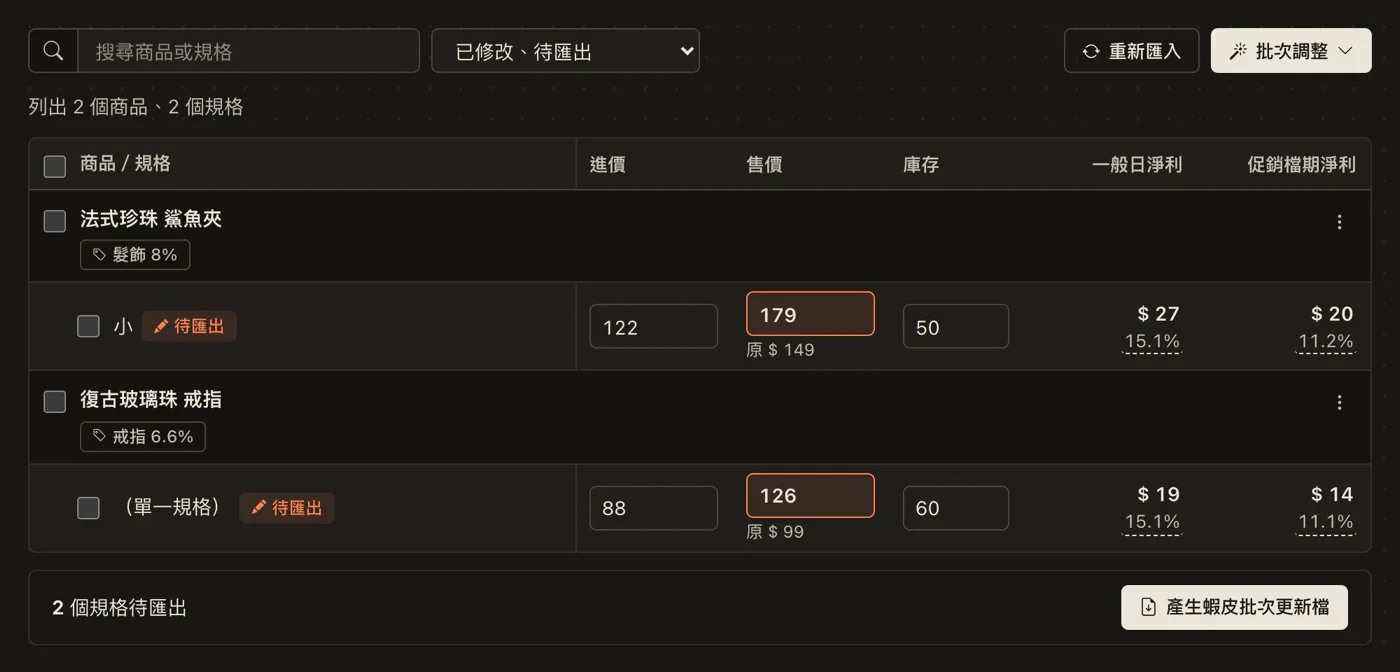 搜尋商品或規格
已修改、待匯出
重新匯入
批次調整
列出 2 個商品、2 個規格
商品 / 規格
進價
售價
庫存
一般日淨利
促銷檔期淨利
法式珍珠 鯊魚夾
髮飾 8%
小
待匯出
122
179
原 $ 149
50
$ 27
15.1%
$ 20
11.2%
復古玻璃珠 戒指
戒指 6.6%
（單一規格）
待匯出
88
126
原 $ 99
60
$ 19
15.1%
$ 14
11.1%
2 個規格待匯出
產生蝦皮批次更新檔